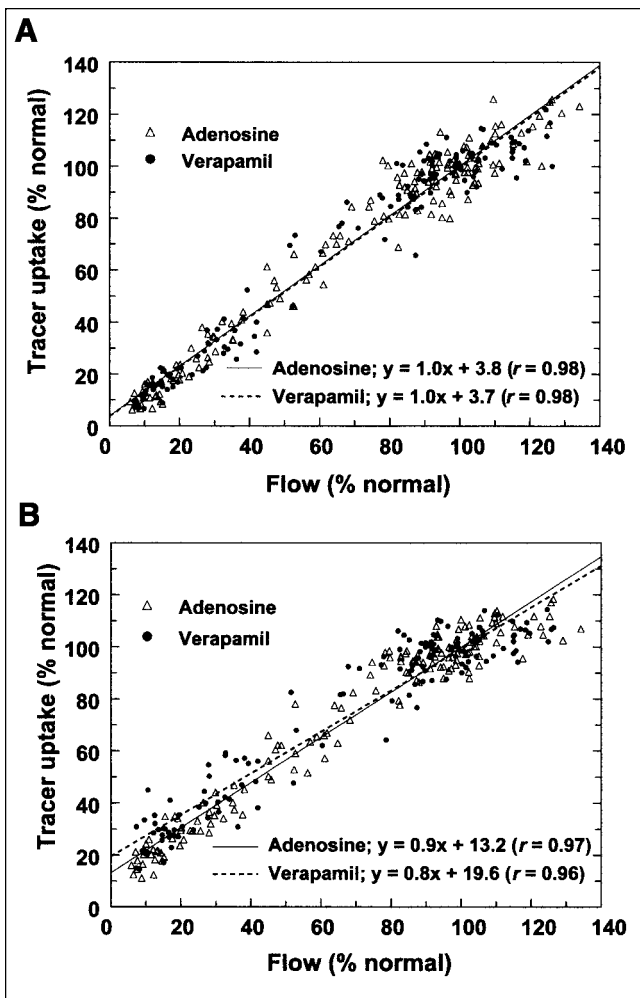 A
140
120
100
80
60
40
20
0
Tracer uptake (% normal)
Adenosine
Verapamil
Adenosine; y = 1.0x + 3.8 (r = 0.98)
Verapamil; y = 1.0x + 3.7 (r = 0.98)
0 20 40 60 80 100 120 140
Flow (% normal)
B
140
120
100
80
60
40
20
0
Tracer uptake (% normal)
Adenosine
Verapamil
Adenosine; y = 0.9x + 13.2 (r = 0.97)
Verapamil; y = 0.8x + 19.6 (r = 0.96)
0 20 40 60 80 100 120 140
Flow (% normal)